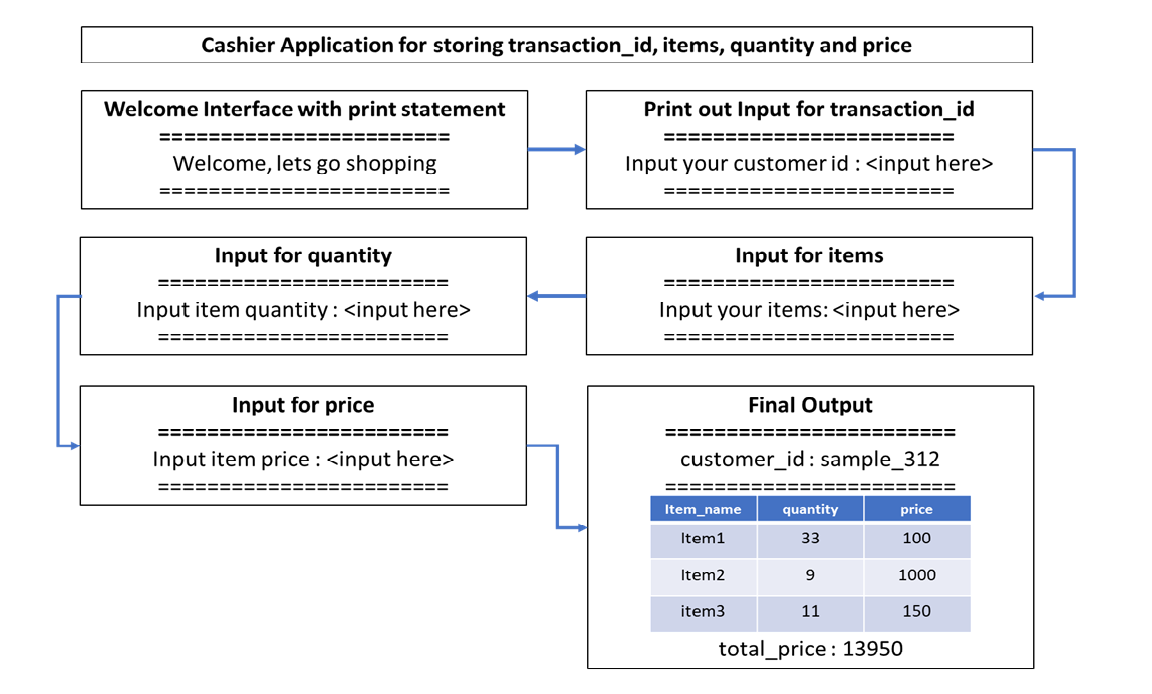 Cashier Application for storing transaction_id, items, quantity and price
Welcome Interface with print statement
========================
Welcome, lets go shopping
========================
Print out Input for transaction_id
========================
Input your customer id : <input here>
========================
Input for items
========================
Input your items: <input here>
========================
Input for quantity
========================
Input item quantity : <input here>
========================
Input for price
========================
Input item price : <input here>
========================
Final Output
========================
customer_id : sample_312
========================
Item_name quantity price
Item1 33 100
Item2 9 1000
item3 11 150
total_price : 13950